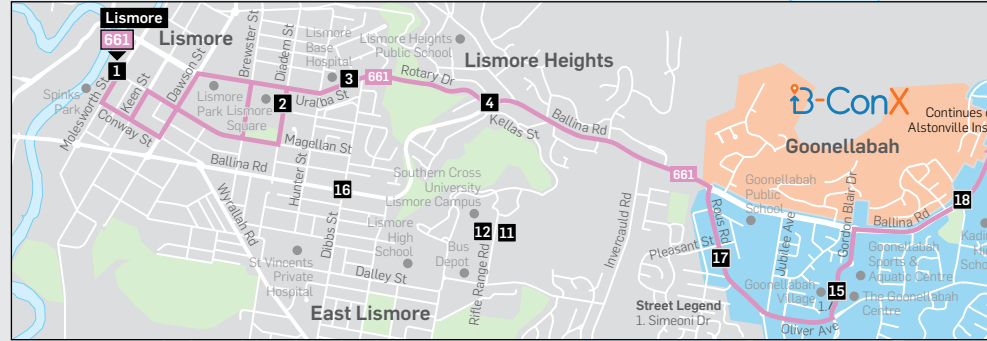 Lismore
661
1
Lismore
Spinks
Park
Molesworth St
Keen St
Conway St
Dawson St
Brewster St
Diadem St
Lismore
Park
Lismore
Square
2
Lismore
Base
Hospital
3
Uralba St
Magellan St
661
Rotary Dr
Lismore Heights
Public School
Lismore Heights
4
Kellas St
Ballina Rd
Ballina Rd
Wyrallah Rd
Hunter St
Dibbs St
16
Southern Cross
University
Lismore Campus
12
11
Lismore
High
School
Bus
Depot
Rifle Range Rd
St Vincents
Private
Hospital
Dalley St
East Lismore
Invercauld Rd
661
B-ConX
Goonellabah
Continues
Alstonville Ins
Goonellabah
Public
School
Rous Rd
Pleasant St
17
Jubilee Ave
Gordon Blair Dr
Ballina Rd
18
Goonellabah
Sports &
Aquatic Centre
Goonellabah
Village
1.
15
The Goonellabah
Centre
Oliver Ave
Street Legend
1. Simeoni Dr